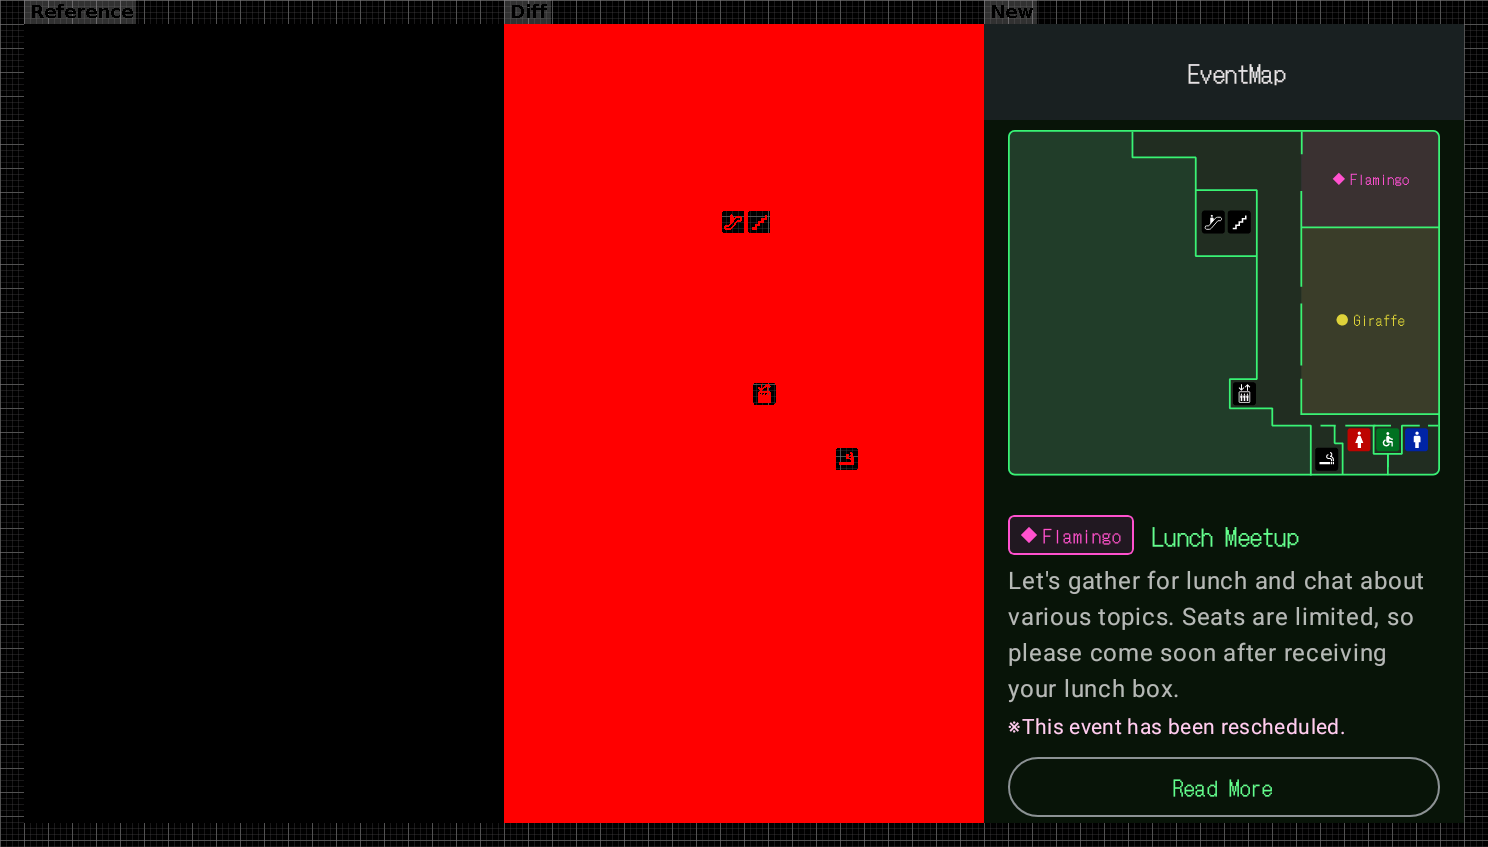 Reference
Diff
New
EventMap
Flamingo
Giraffe
Flamingo
Lunch Meetup
Let's gather for lunch and chat about
various topics. Seats are limited, so
please come soon after receiving
your lunch box.
※This event has been rescheduled.
Read More